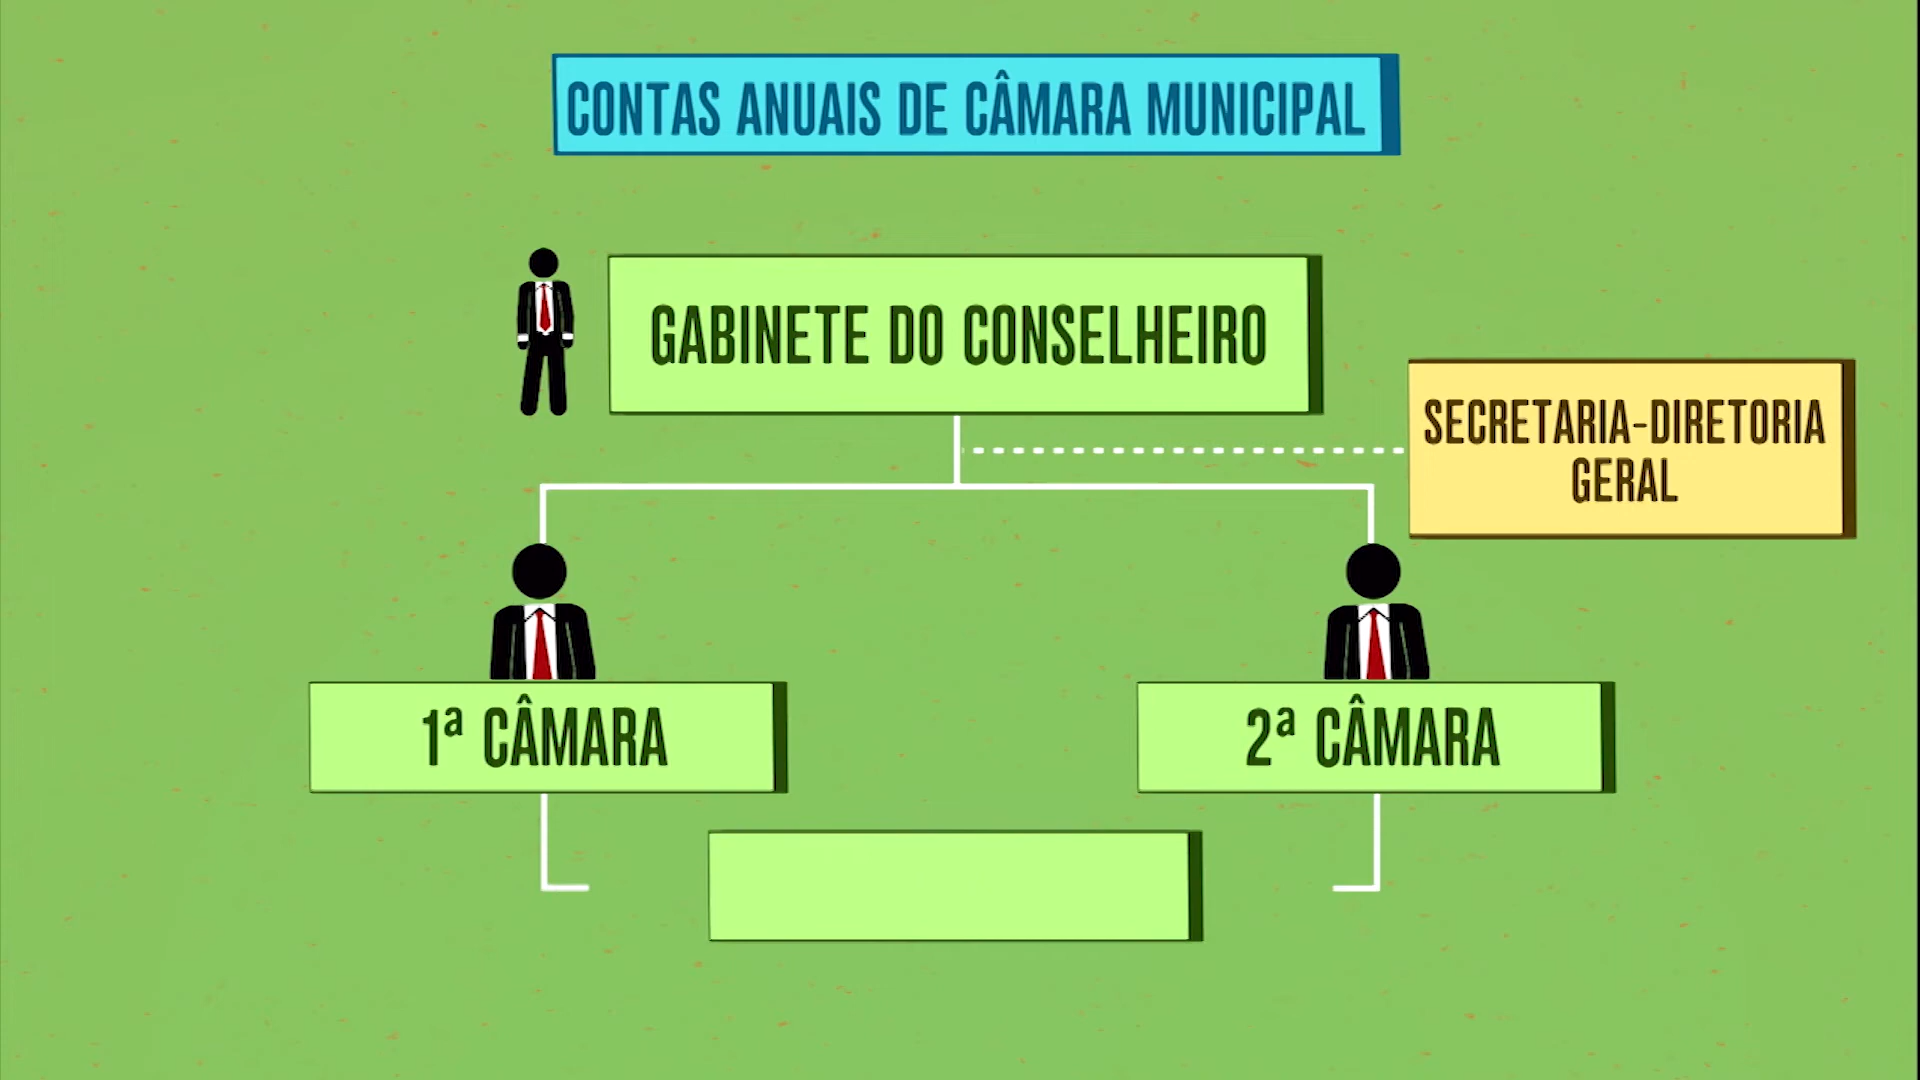 CONTAS ANUAIS DE CÂMARA MUNICIPAL
GABINETE DO CONSELHEIRO
SECRETARIA-DIRETORIA
GERAL
1ª CÂMARA
2ª CÂMARA